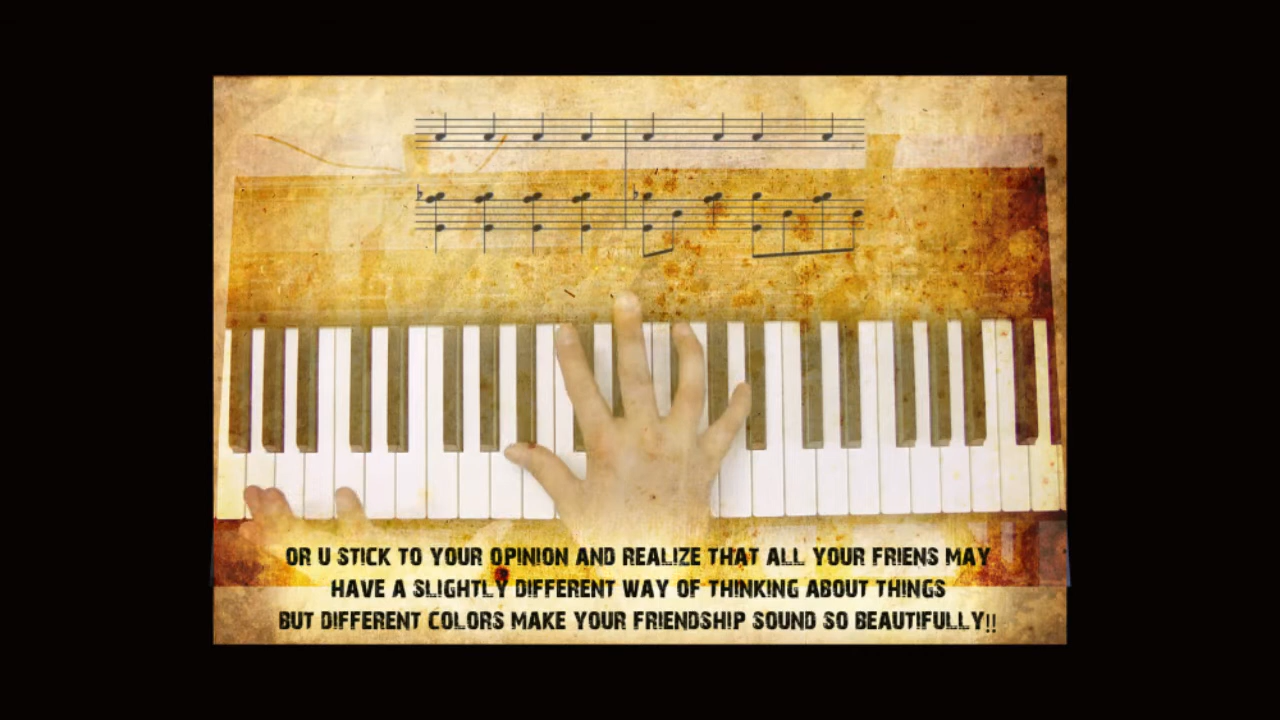 OR U STICK TO YOUR OPINION AND REALIZE THAT ALL YOUR FRIENS MAY
HAVE A SLIGHTLY DIFFERENT WAY OF THINKING ABOUT THINGS
BUT DIFFERENT COLORS MAKE YOUR FRIENDSHIP SOUND SO BEAUTIFULLY!!